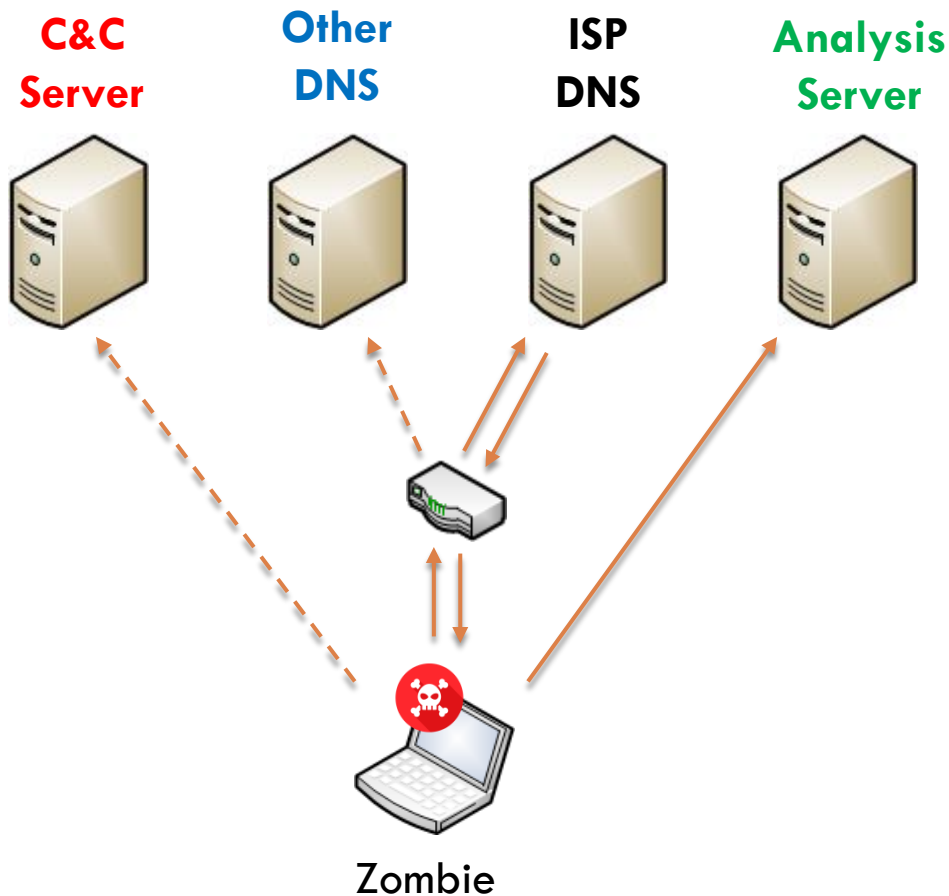 C&C
Server
Other
DNS
ISP
DNS
Analysis
Server
Zombie